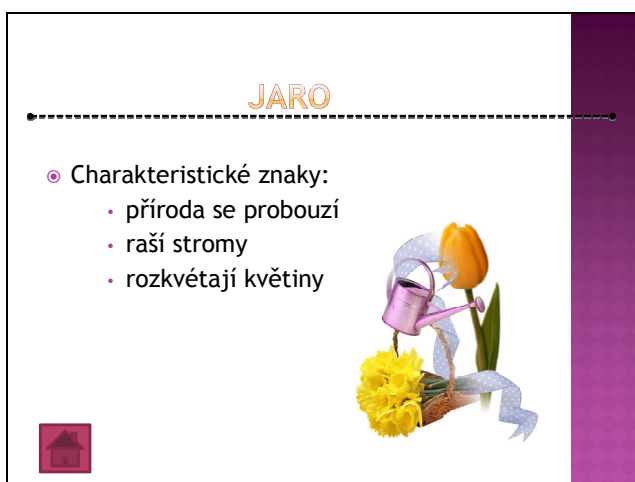 JARO
Charakteristické znaky:
příroda se probouzí
raší stromy
rozkvétají květiny